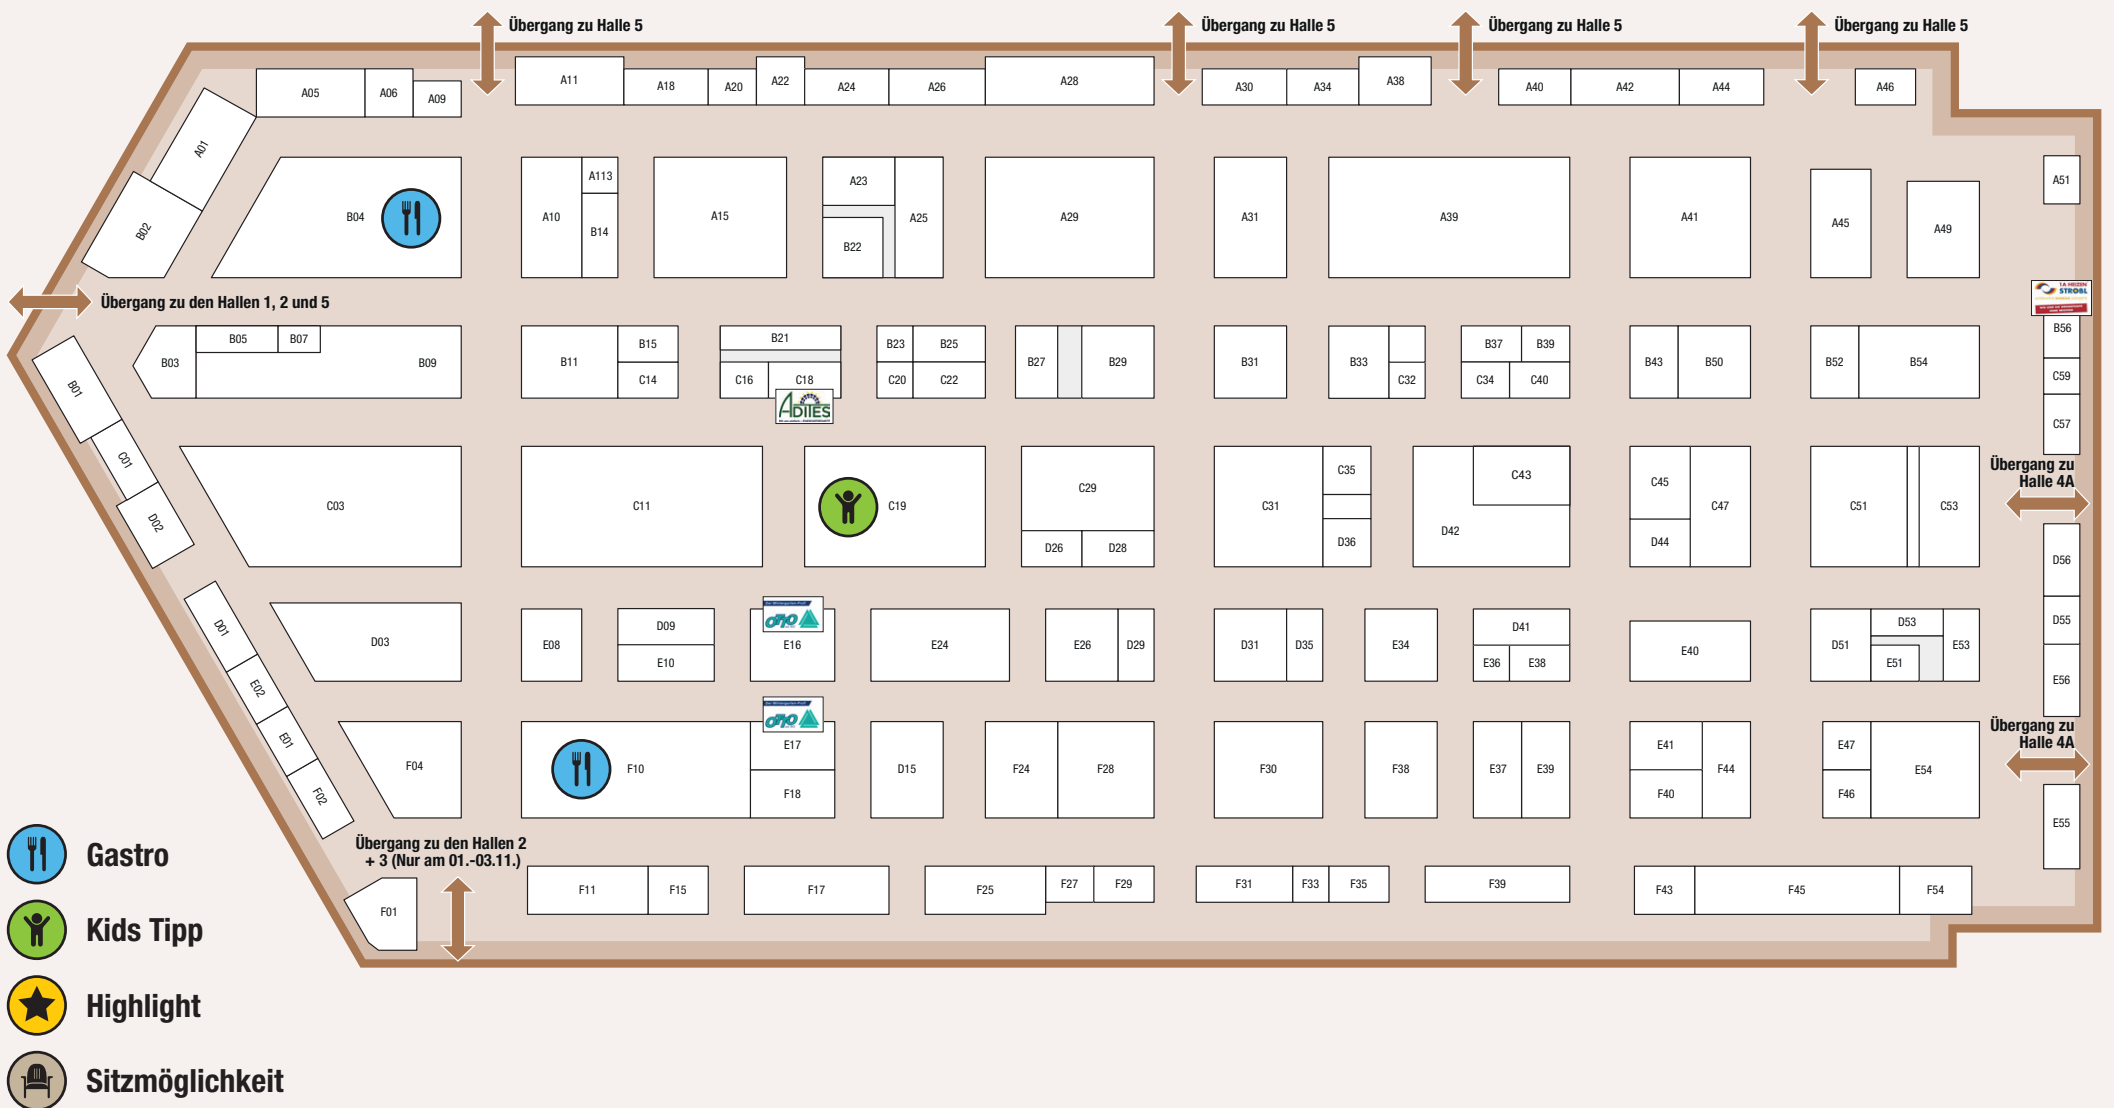 Übergang zu Halle 5
Übergang zu Halle 5
Übergang zu Halle 5
Übergang zu Halle 5
A05
A06
A09
A11
A18
A20
A22
A24
A26
A28
A30
A34
A38
A40
A42
A44
A46
A01
B02
B04
A10
A113
B14
A15
A23
B22
A25
A29
A31
A39
A41
A45
A49
A51
Übergang zu den Hallen 1, 2 und 5
1A HEIZEN
STROBL
B56
C59
C57
B03
B05
B07
B09
B11
B15
C14
B21
C16
C18
ADITES
B23
B25
C20
C22
B27
B29
B31
B33
C32
B37
B39
C34
C40
B43
B50
B52
B54
B01
C01
D02
C03
C11
C19
C29
D26
D28
C31
C35
D36
C43
D42
C45
D44
C47
C51
C53
Übergang zu
Halle 4A
D56
D55
E56
D01
E02
E01
F02
D03
E08
D09
E10
OTTO
E16
E24
E26
D29
D31
D35
E34
D41
E36
E38
E40
D51
D53
E51
E53
F04
F10
OTTO
E17
F18
D15
F24
F28
F30
F38
E37
E39
E41
F40
F44
E47
F46
E54
Übergang zu
Halle 4A
E55
Übergang zu den Hallen 2
+ 3 (Nur am 01.-03.11.)
F01
F11
F15
F17
F25
F27
F29
F31
F33
F35
F39
F43
F45
F54
Gastro
Kids Tipp
Highlight
Sitzmöglichkeit